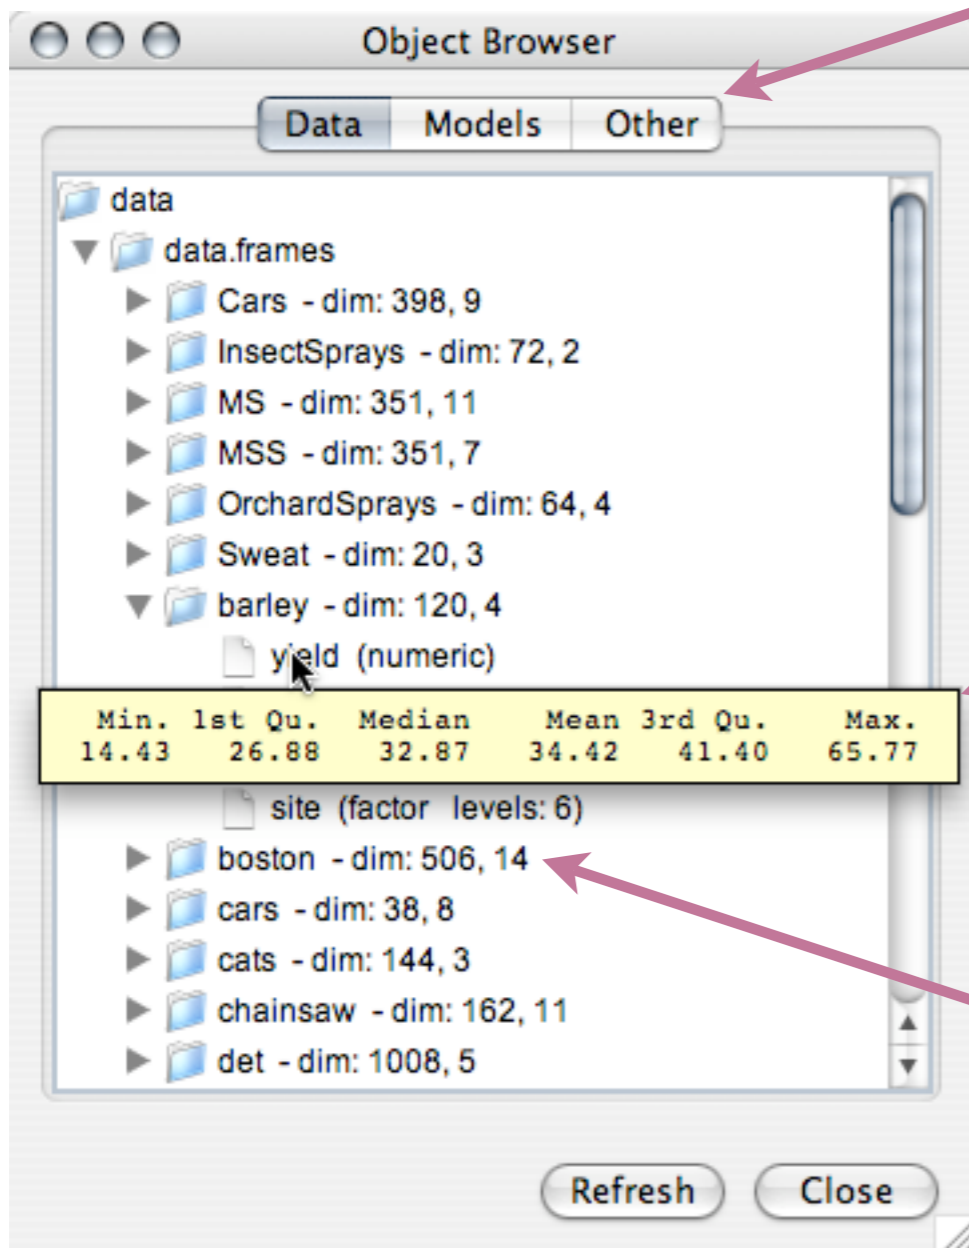 Object Browser
Data Models Other
data
data.frames
Cars - dim: 398, 9
InsectSprays - dim: 72, 2
MS - dim: 351, 11
MSS - dim: 351, 7
OrchardSprays - dim: 64, 4
Sweat - dim: 20, 3
barley - dim: 120, 4
yield (numeric)
Min. 1st Qu. Median Mean 3rd Qu. Max.
14.43 26.88 32.87 34.42 41.40 65.77
site (factor levels: 6)
boston - dim: 506, 14
cars - dim: 38, 8
cats - dim: 144, 3
chainsaw - dim: 162, 11
det - dim: 1008, 5
Refresh Close